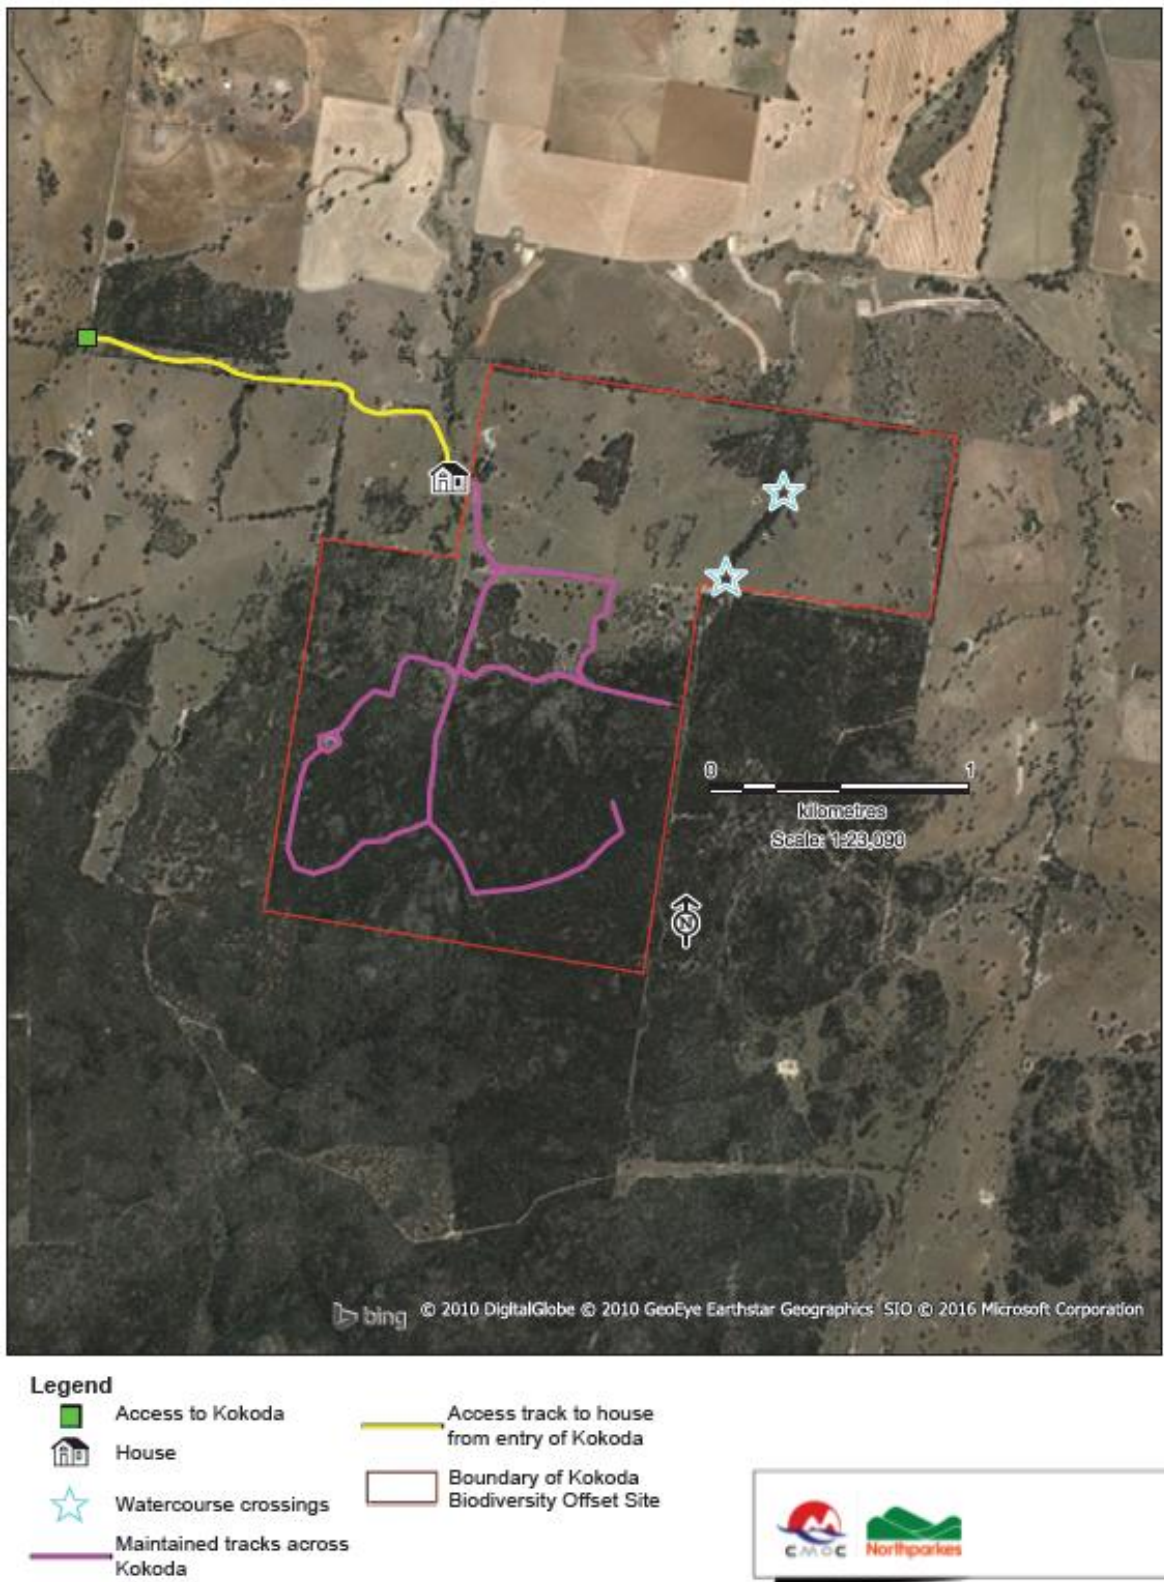 0 1
kilometres
Scale: 1:23,090
N
bing © 2010 DigitalGlobe © 2010 GeoEye Earthstar Geographics SIO © 2016 Microsoft Corporation
Legend
Access to Kokoda
House
Watercourse crossings
Maintained tracks across
Kokoda
Access track to house
from entry of Kokoda
Boundary of Kokoda
Biodiversity Offset Site
CMOC
Northparkes